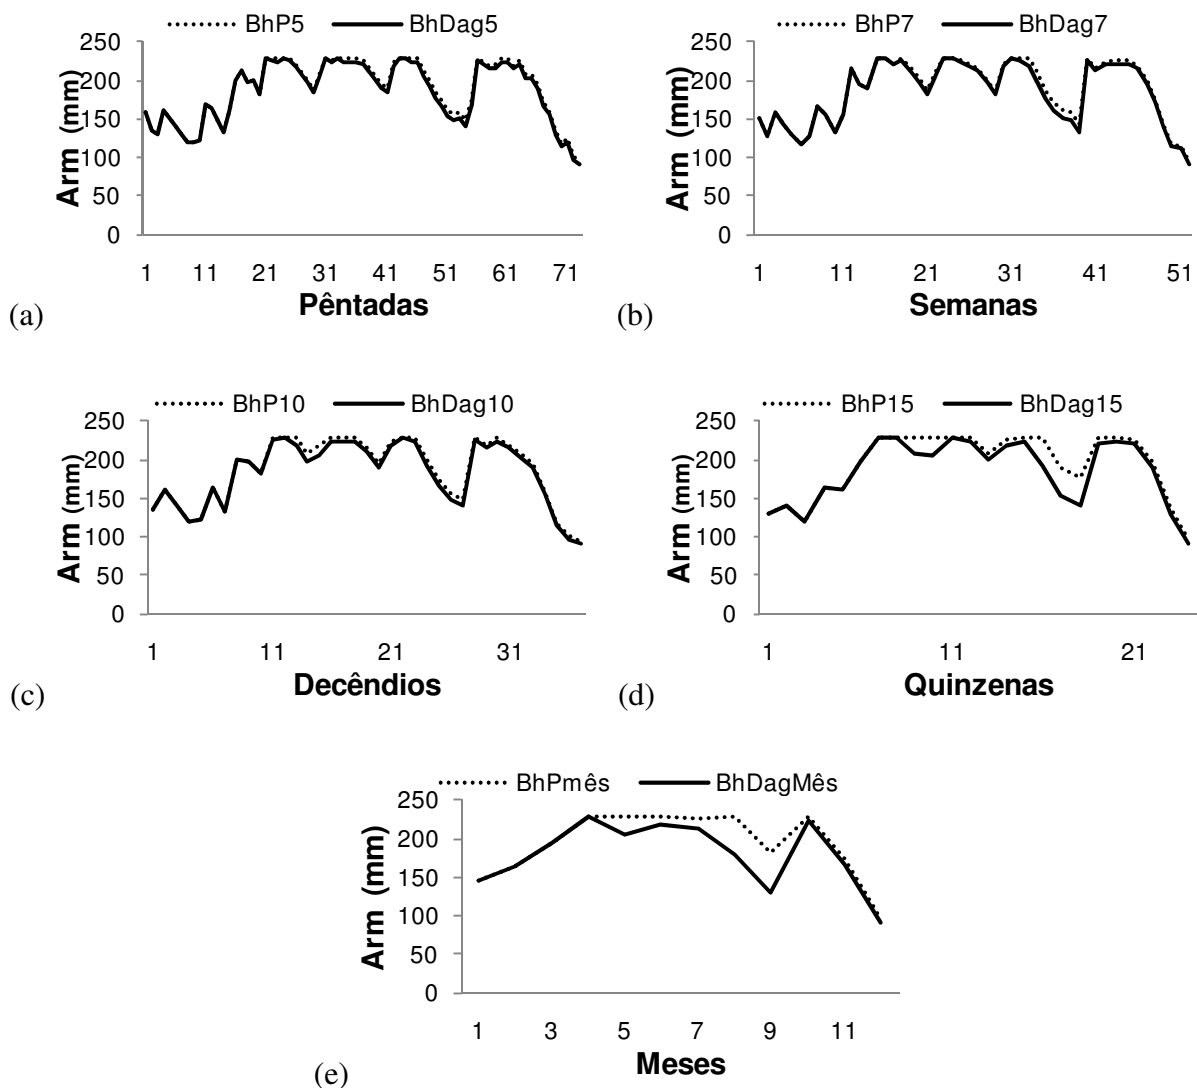 BhP5 BhDag5
250
200
150
100
50
0
Arm (mm)
1 11 21 31 41 51 61 71
Pêntadas
(a)
BhP7 BhDag7
250
200
150
100
50
0
Arm (mm)
1 11 21 31 41 51
Semanas
(b)
BhP10 BhDag10
250
200
150
100
50
0
Arm (mm)
1 11 21 31
Decêndios
(c)
BhP15 BhDag15
250
200
150
100
50
0
Arm (mm)
1 11 21
Quinzenas
(d)
BhPmês BhDagMês
250
200
150
100
50
0
Arm (mm)
1 3 5 7 9 11
Meses
(e)